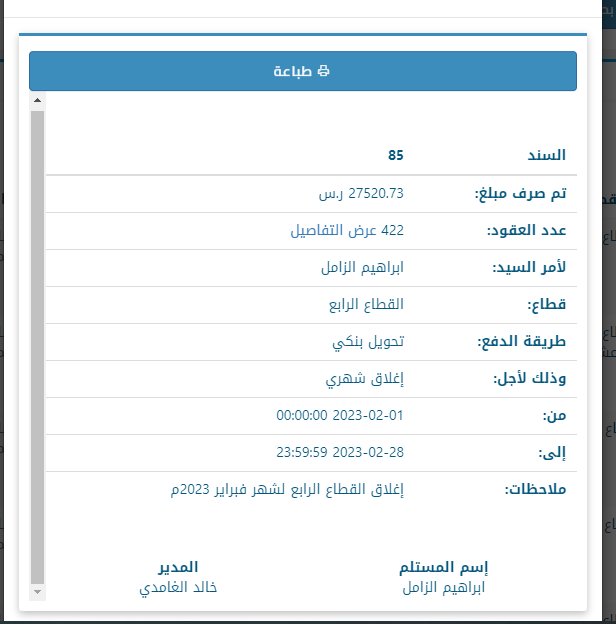 طباعة
السند 85
تم صرف مبلغ: 27520.73 ر.س
عدد العقود: 422 عرض التفاصيل
لأمر السيد: ابراهيم الزامل
قطاع: القطاع الرابع
طريقة الدفع: تحويل بنكي
وذلك لأجل: إغلاق شهري
من: 2023-02-01 00:00:00
إلى: 2023-02-28 23:59:59
ملاحظات: إغلاق القطاع الرابع لشهر فبراير 2023م
إسم المستلم المدير
ابراهيم الزامل خالد الغامدي